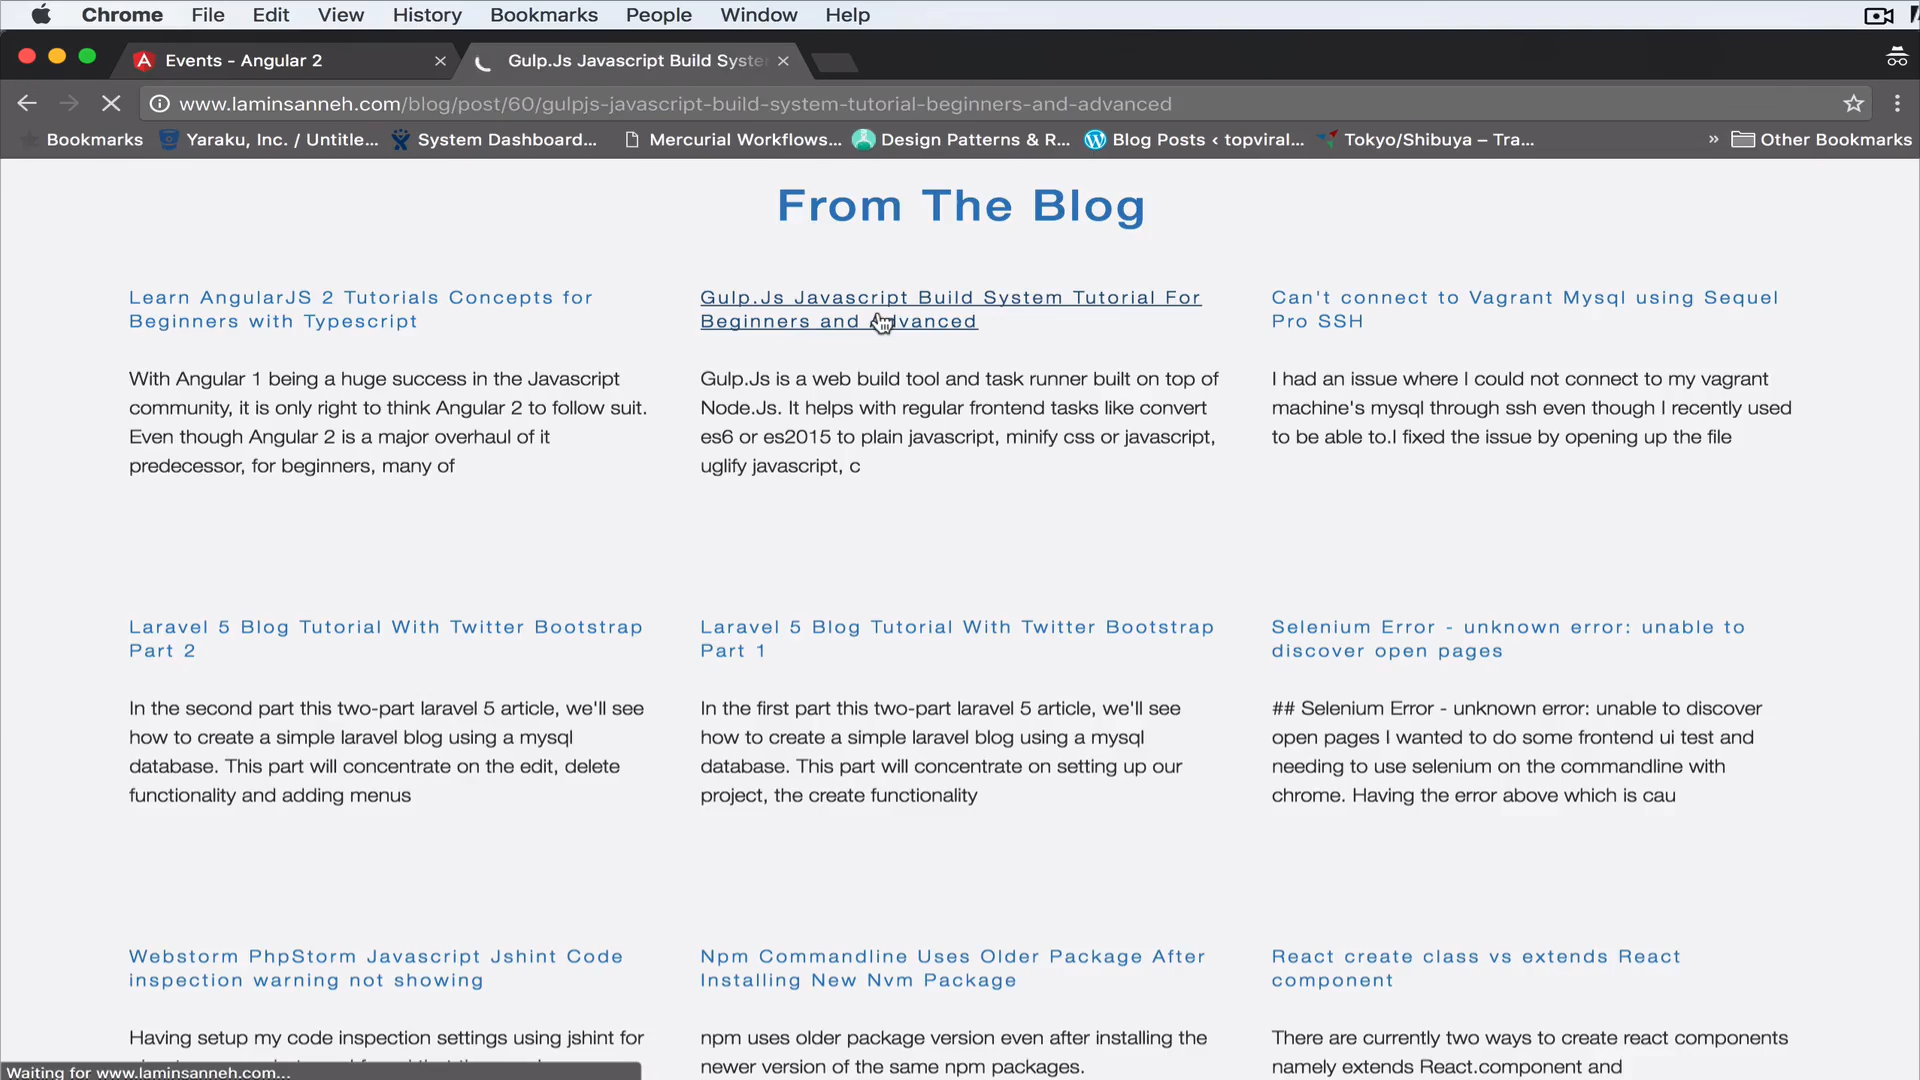 Chrome File Edit View History Bookmarks People Window Help
Events - Angular 2
Gulp.Js Javascript Build Syste
www.laminsanneh.com/blog/post/60/gulpjs-javascript-build-system-tutorial-beginners-and-advanced
Bookmarks Yaraku, Inc. / Untitle... System Dashboard... Mercurial Workflows... Design Patterns & R... Blog Posts ‹ topviral... Tokyo/Shibuya – Tra... » Other Bookmarks
From The Blog
Learn AngularJS 2 Tutorials Concepts for
Beginners with Typescript
With Angular 1 being a huge success in the Javascript
community, it is only right to think Angular 2 to follow suit.
Even though Angular 2 is a major overhaul of it
predecessor, for beginners, many of
Gulp.Js Javascript Build System Tutorial For
Beginners and Advanced
Gulp.Js is a web build tool and task runner built on top of
Node.Js. It helps with regular frontend tasks like convert
es6 or es2015 to plain javascript, minify css or javascript,
uglify javascript, c
Can't connect to Vagrant Mysql using Sequel
Pro SSH
I had an issue where I could not connect to my vagrant
machine's mysql through ssh even though I recently used
to be able to.I fixed the issue by opening up the file
Laravel 5 Blog Tutorial With Twitter Bootstrap
Part 2
In the second part this two-part laravel 5 article, we'll see
how to create a simple laravel blog using a mysql
database. This part will concentrate on the edit, delete
functionality and adding menus
Laravel 5 Blog Tutorial With Twitter Bootstrap
Part 1
In the first part this two-part laravel 5 article, we'll see
how to create a simple laravel blog using a mysql
database. This part will concentrate on setting up our
project, the create functionality
Selenium Error - unknown error: unable to
discover open pages
## Selenium Error - unknown error: unable to discover
open pages I wanted to do some frontend ui test and
needing to use selenium on the commandline with
chrome. Having the error above which is cau
Webstorm PhpStorm Javascript Jshint Code
inspection warning not showing
Having setup my code inspection settings using jshint for
Npm Commandline Uses Older Package After
Installing New Nvm Package
npm uses older package version even after installing the
newer version of the same npm packages.
React create class vs extends React
component
There are currently two ways to create react components
namely extends React.component and
Waiting for www.laminsanneh.com...